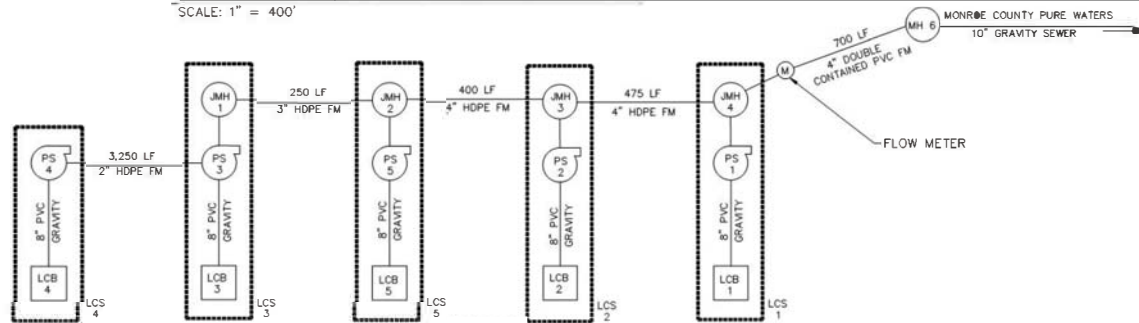 SCALE: 1" = 400'
MONROE COUNTY PURE WATERS
10" GRAVITY SEWER
MH 6
700 LF
4" DOUBLE
CONTAINED PVC FM
M
FLOW METER
JMH
1
250 LF
3" HDPE FM
JMH
2
400 LF
4" HDPE FM
JMH
3
475 LF
4" HDPE FM
JMH
4
PS
4
3,250 LF
2" HDPE FM
PS
3
PS
5
PS
2
PS
1
8" PVC
GRAVITY
8" PVC
GRAVITY
8" PVC
GRAVITY
8" PVC
GRAVITY
8" PVC
GRAVITY
LCB
4
LCB
3
LCB
5
LCB
2
LCB
1
LCS
4
LCS
3
LCS
5
LCS
2
LCS
1